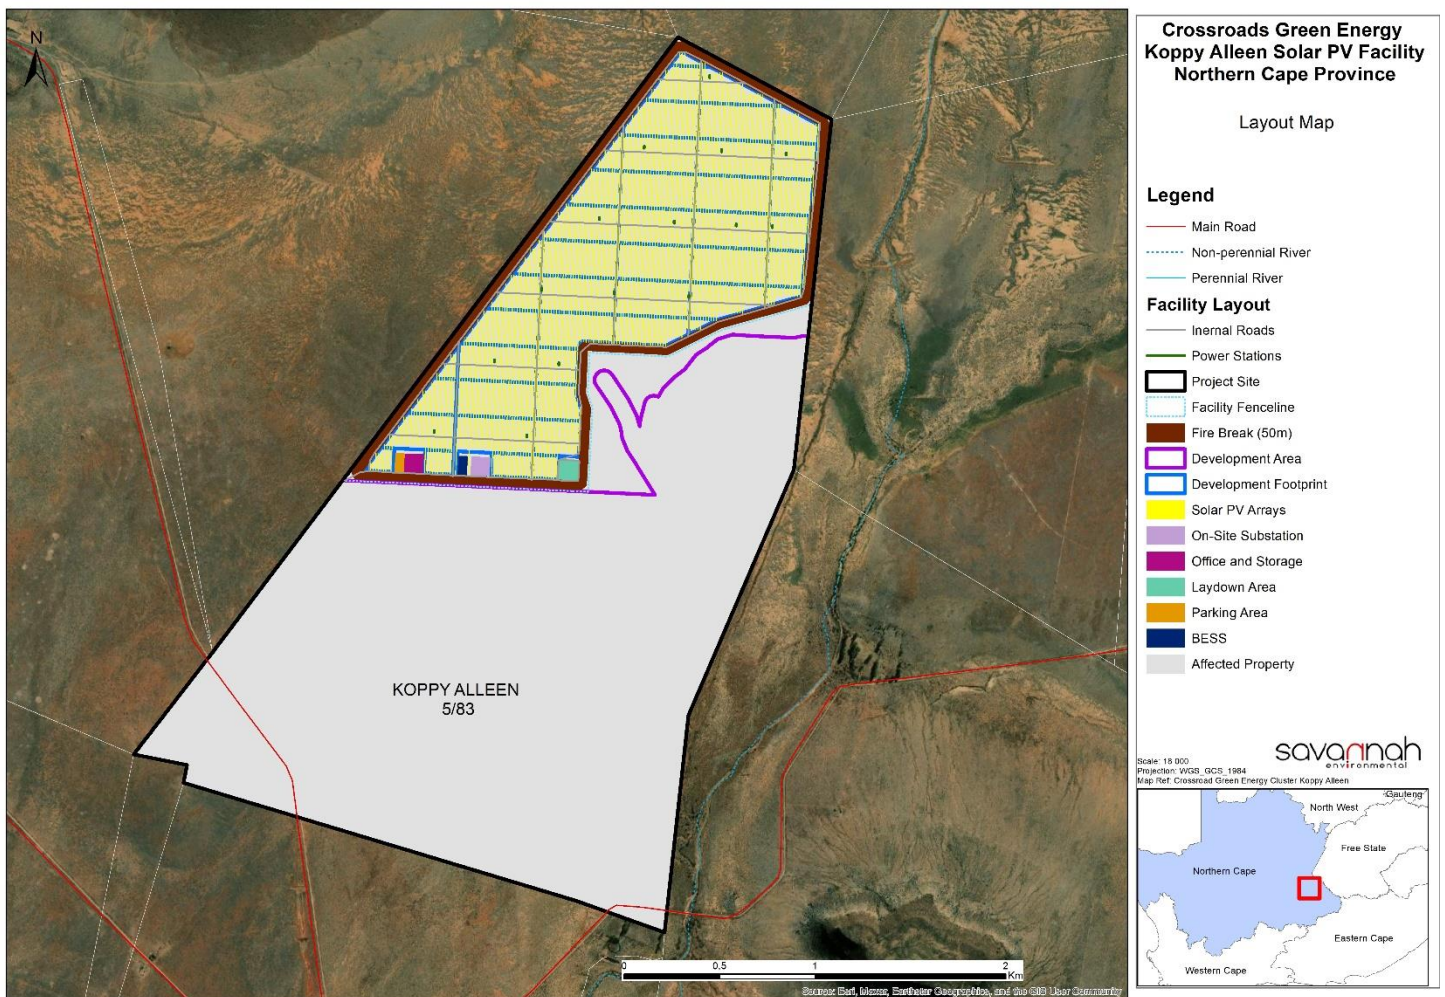 N
KOPPY ALLEEN
5/83
0 0.5 1 2
Km
Source: Esri, Maxar, Earthstar Geographics, and the GIS User Community
Crossroads Green Energy
Koppy Alleen Solar PV Facility
Northern Cape Province
Layout Map
Legend
Main Road
Non-perennial River
Perennial River
Facility Layout
Inernal Roads
Power Stations
Project Site
Facility Fenceline
Fire Break (50m)
Development Area
Development Footprint
Solar PV Arrays
On-Site Substation
Office and Storage
Laydown Area
Parking Area
BESS
Affected Property
savannah
environmental
Scale: 18 000
Projection: WGS_GCS_1984
Map Ref: Crossroad Green Energy Cluster Koppy Alleen
Gauteng
North West
Free State
Northern Cape
Eastern Cape
Western Cape